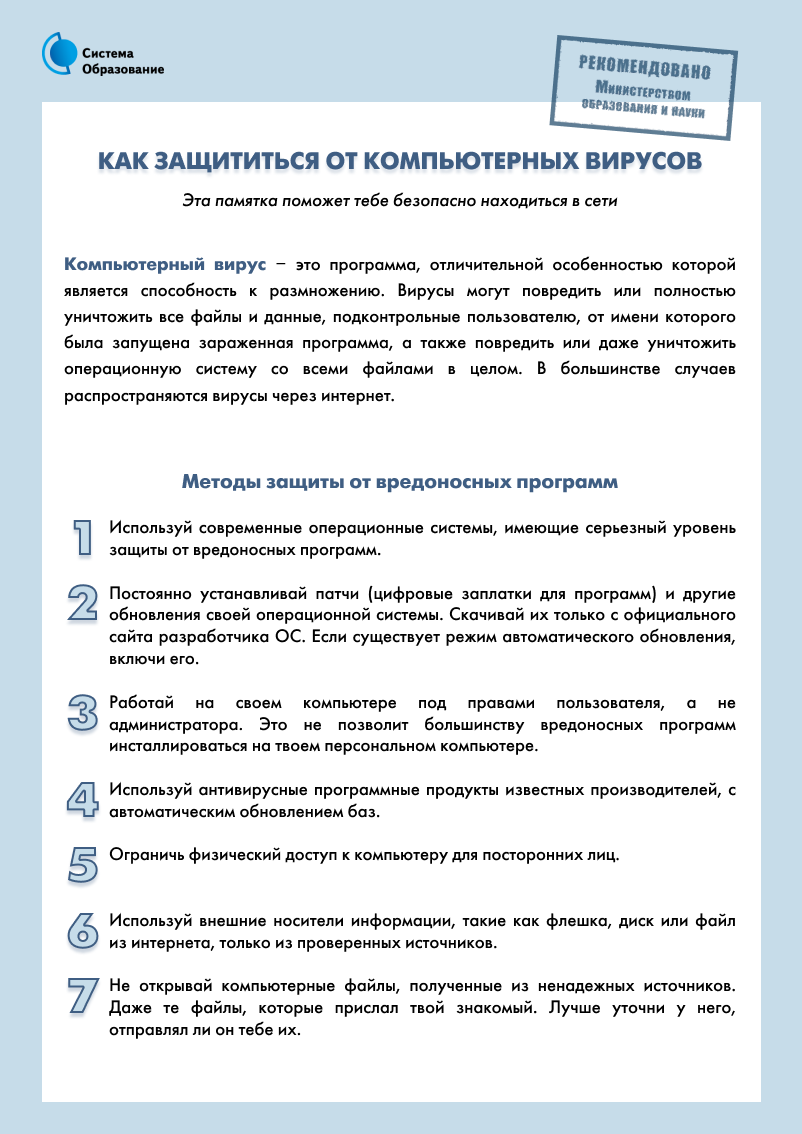 Система
Образование
РЕКОМЕНДОВАНО
МИНИСТЕРСТВОМ
ОБРАЗОВАНИЯ И НАУКИ
КАК ЗАЩИТИТЬСЯ ОТ КОМПЬЮТЕРНЫХ ВИРУСОВ
Эта памятка поможет тебе безопасно находиться в сети
Компьютерный вирус – это программа, отличительной особенностью которой
является способность к размножению. Вирусы могут повредить или полностью
уничтожить все файлы и данные, подконтрольные пользователю, от имени которого
была запущена зараженная программа, а также повредить или даже уничтожить
операционную систему со всеми файлами в целом. В большинстве случаев
распространяются вирусы через интернет.
Методы защиты от вредоносных программ
1 Используй современные операционные системы, имеющие серьезный уровень
защиты от вредоносных программ.
2 Постоянно устанавливай патчи (цифровые заплатки для программ) и другие
обновления своей операционной системы. Скачивай их только с официального
сайта разработчика ОС. Если существует режим автоматического обновления,
включи его.
3 Работай на своем компьютере под правами пользователя, а не
администратора. Это не позволит большинству вредоносных программ
инсталлироваться на твоем персональном компьютере.
4 Используй антивирусные программные продукты известных производителей, с
автоматическим обновлением баз.
5 Ограничь физический доступ к компьютеру для посторонних лиц.
6 Используй внешние носители информации, такие как флешка, диск или файл
из интернета, только из проверенных источников.
7 Не открывай компьютерные файлы, полученные из ненадежных источников.
Даже те файлы, которые прислал твой знакомый. Лучше уточни у него,
отправлял ли он тебе их.